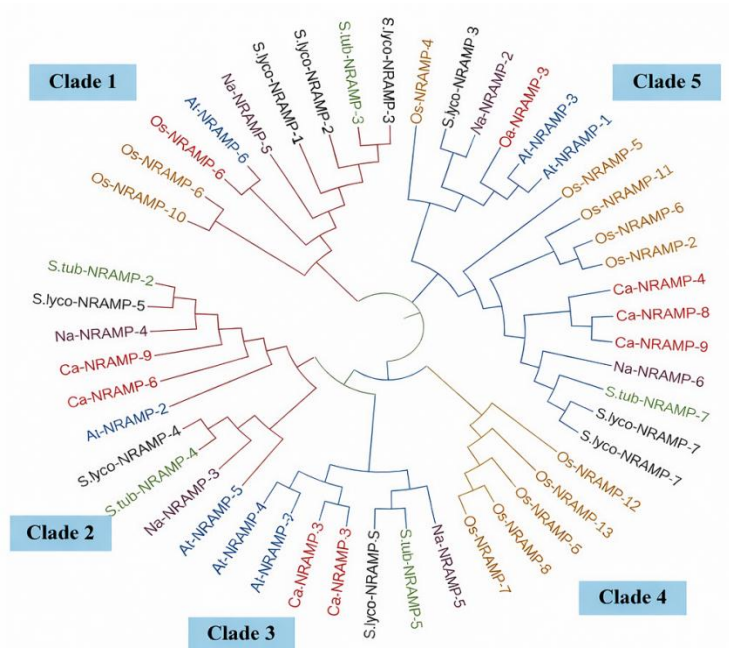 Clade 1
Os-NRAMP-10
Os-NRAMP-6
Os-NRAMP-6
At-NRAMP-6
Na-NRAMP-5
S.lyco-NRAMP-1
S.lyco-NRAMP-2
S.tub-NRAMP-3
S.lyco-NRAMP-3
Clade 5
Os-NRAMP-4
S.lyco-NRAMP 3
Na-NRAMP-2
Oa-NRAMP-3
At-NRAMP-3
At-NRAMP-1
Os-NRAMP-5
Os-NRAMP-11
Os-NRAMP-6
Os-NRAMP-2
Ca-NRAMP-4
Ca-NRAMP-8
Ca-NRAMP-9
Na-NRAMP-6
S.tub-NRAMP-7
S.lyco-NRAMP-7
S.lyco-NRAMP-7
Os-NRAMP-12
Os-NRAMP-13
Os-NRAMP-6
Os-NRAMP-8
Os-NRAMP-7
Clade 4
Na-NRAMP-5
S.tub-NRAMP-5
S.lyco-NRAMP-S
Ca-NRAMP-3
Ca-NRAMP-3
At-NRAMP-?
At-NRAMP-4
At-NRAMP-5
Clade 3
Na-NRAMP-3
S.tub-NRAMP-4
S.lyco-NRAMP-4
At-NRAMP-2
Ca-NRAMP-6
Ca-NRAMP-9
Na-NRAMP-4
S.lyco-NRAMP-5
S.tub-NRAMP-2
Clade 2